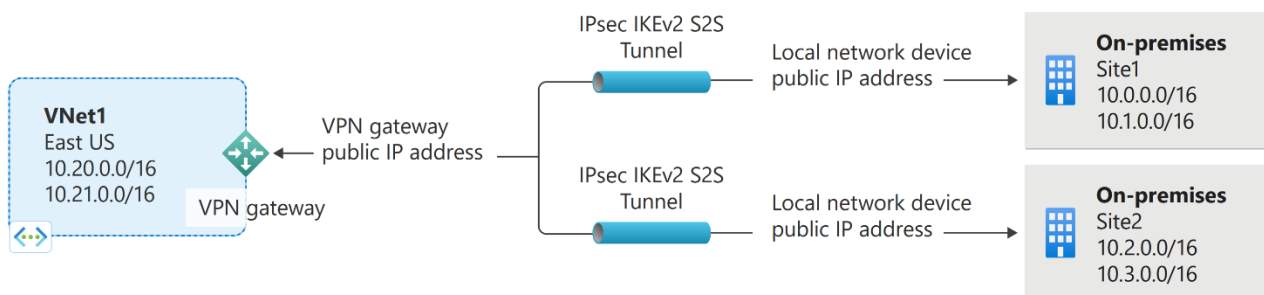 VNet1
East US
10.20.0.0/16
10.21.0.0/16
VPN gateway
VPN gateway
public IP address
IPsec IKEv2 S2S
Tunnel
Local network device
public IP address
On-premises
Site1
10.0.0.0/16
10.1.0.0/16
IPsec IKEv2 S2S
Tunnel
Local network device
public IP address
On-premises
Site2
10.2.0.0/16
10.3.0.0/16